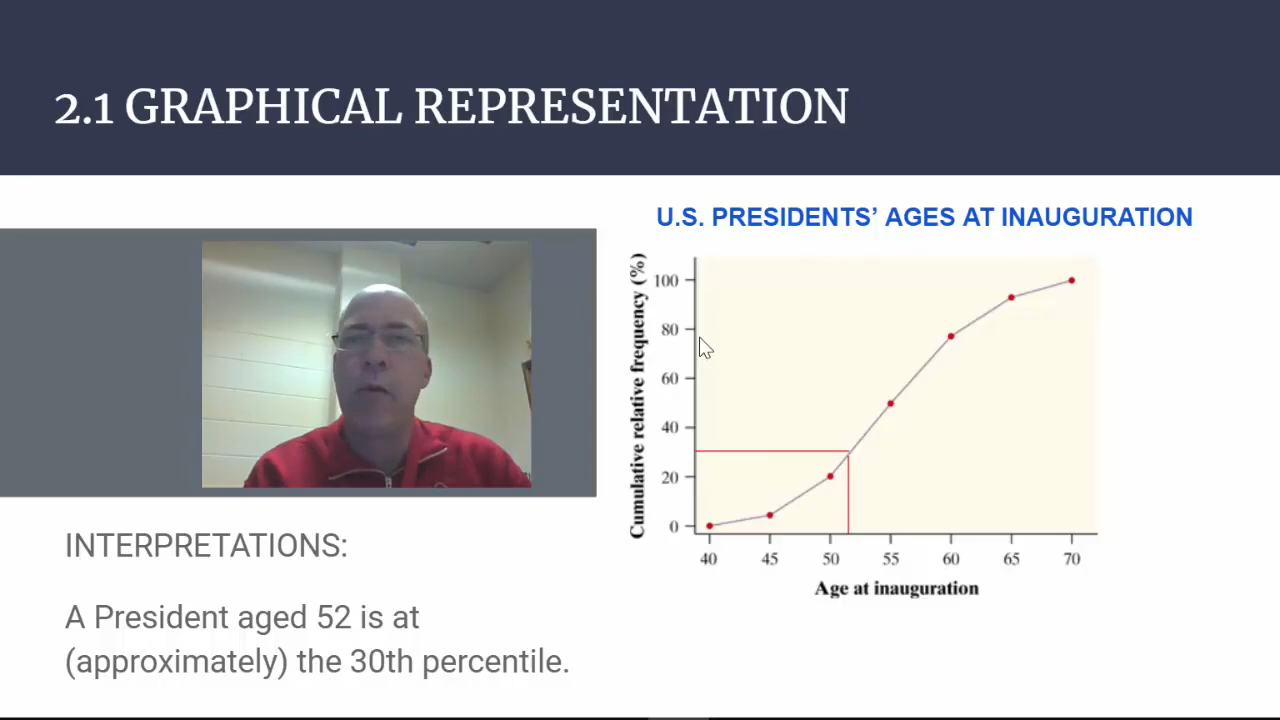 2.1 GRAPHICAL REPRESENTATION
U.S. PRESIDENTS’ AGES AT INAUGURATION
Cumulative relative frequency (%)
100
80
60
40
20
0
40 45 50 55 60 65 70
Age at inauguration
INTERPRETATIONS:
A President aged 52 is at
(approximately) the 30th percentile.